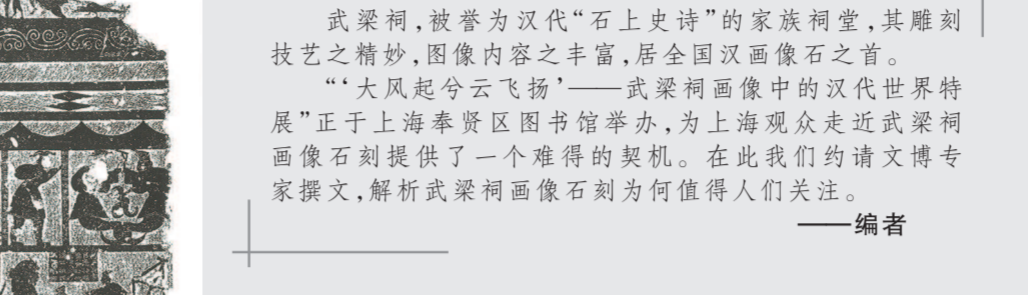 武梁祠,被誉为汉代“石上史诗”的家族祠堂,其雕刻
技艺之精妙,图像内容之丰富,居全国汉画像石之首。
“‘大风起兮云飞扬’——武梁祠画像中的汉代世界特
展”正于上海奉贤区图书馆举办,为上海观众走近武梁祠
画像石刻提供了一个难得的契机。在此我们约请文博专
家撰文,解析武梁祠画像石刻为何值得人们关注。
——编者